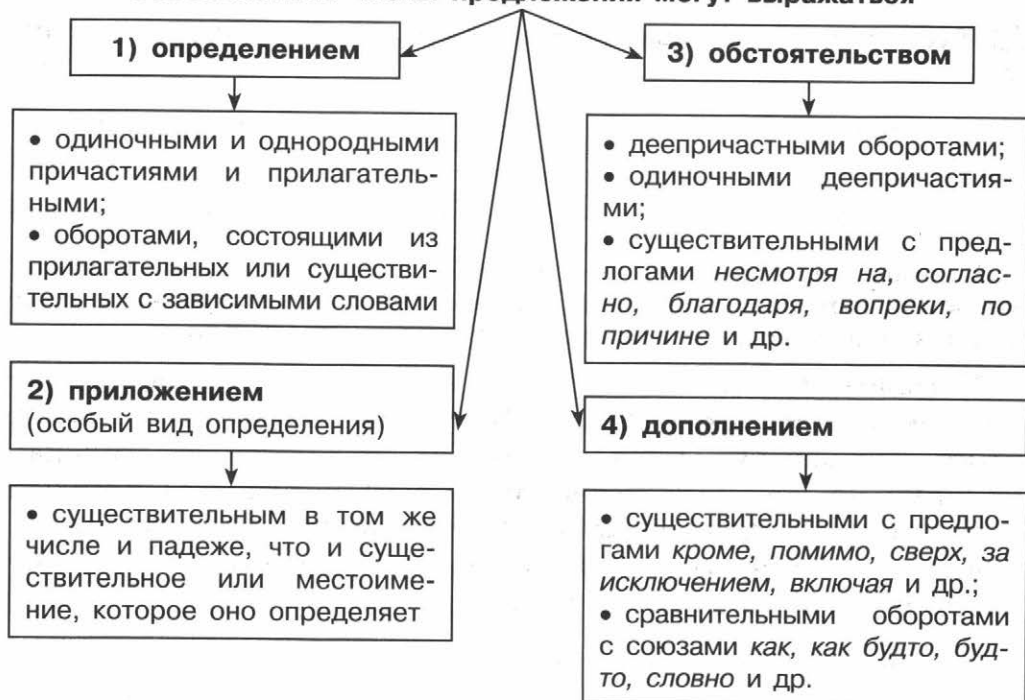 предложения могут выражаться
1) определением
• одиночными и однородными
причастиями и прилагатель-
ными;
• оборотами, состоящими из
прилагательных или существи-
тельных с зависимыми словами
2) приложением
(особый вид определения)
• существительным в том же
числе и падеже, что и суще-
ствительное или местоиме-
ние, которое оно определяет
3) обстоятельством
• деепричастными оборотами;
• одиночными деепричастия-
ми;
• существительными с пред-
логами несмотря на, соглас-
но, благодаря, вопреки, по
причине и др.
4) дополнением
• существительными с предло-
гами кроме, помимо, сверх, за
исключением, включая и др.;
• сравнительными оборотами
с союзами как, как будто, буд-
то, словно и др.